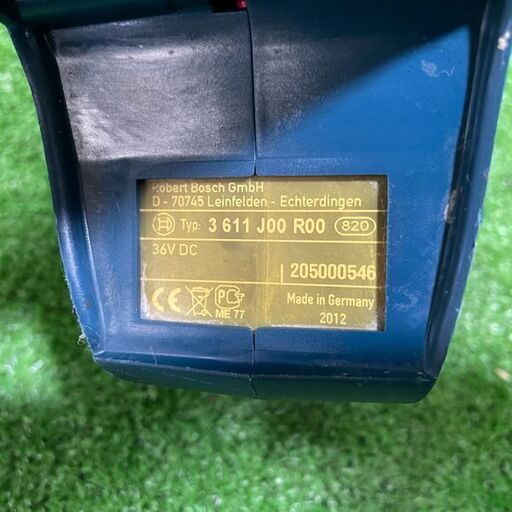 Robert Bosch GmbH
D - 70745 Leinfelden - Echterdingen
Typ: 3 611 J00 R00 820
36V DC
205000546
CE
Made in Germany
ME 77
2012